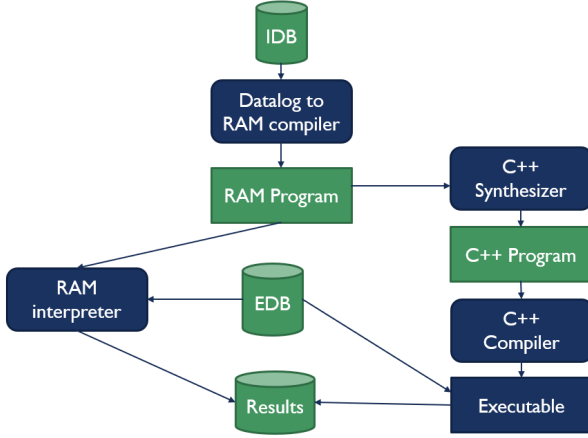 IDB
Datalog to
RAM compiler
RAM Program
C++
Synthesizer
C++ Program
RAM
interpreter
EDB
C++
Compiler
Results
Executable